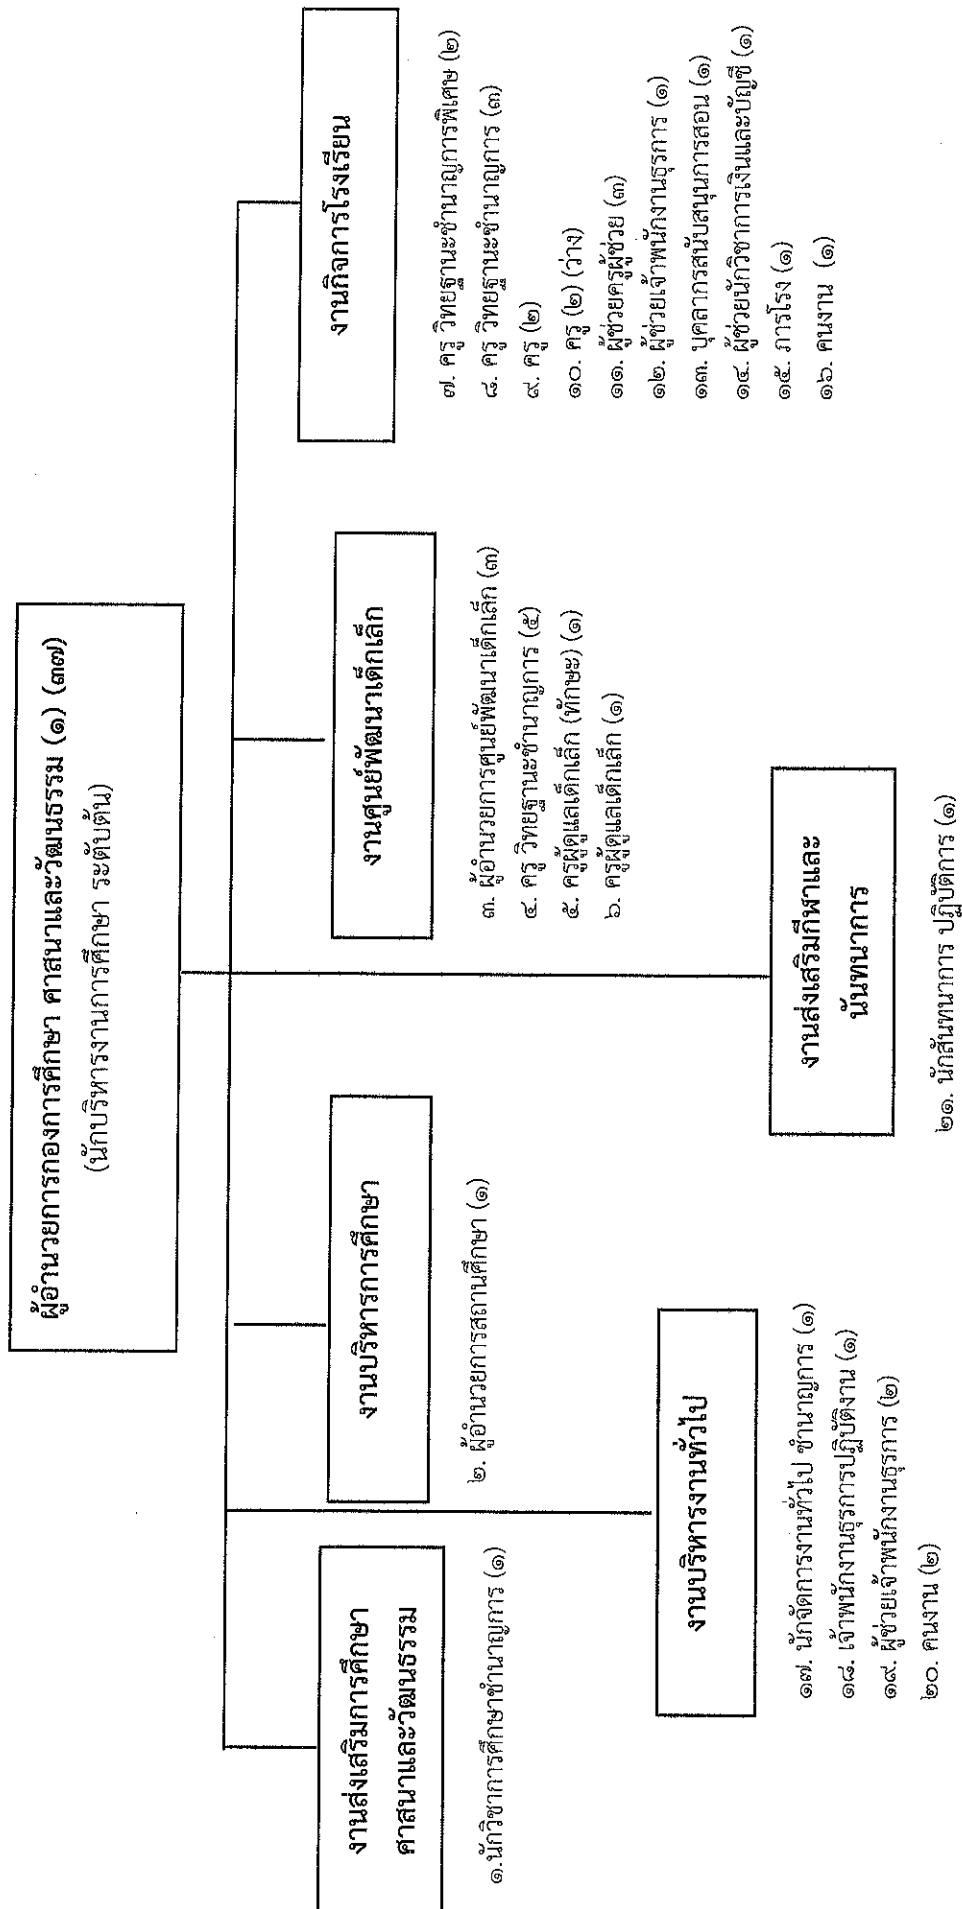 ผู้อำนวยการกองการศึกษา ศาสนาและวัฒนธรรม (๑) (๓๗)
(นักบริหารงานการศึกษา ระดับต้น)
งานส่งเสริมการศึกษา
ศาสนาและวัฒนธรรม
๑.นักวิชาการศึกษาชำนาญการ (๑)
งานบริหารการศึกษา
๒. ผู้อำนวยการสถานศึกษา (๑)
งานศูนย์พัฒนาเด็กเล็ก
๓. ผู้อำนวยการศูนย์พัฒนาเด็กเล็ก (๓)
๔. ครู วิทยฐานะชำนาญการ (๕)
๕. ครูผู้ดูแลเด็กเล็ก (ทักษะ) (๑)
๖. ครูผู้ดูแลเด็กเล็ก (๑)
งานกิจการโรงเรียน
๗. ครู วิทยฐานะชำนาญการพิเศษ (๒)
๘. ครู วิทยฐานะชำนาญการ (๓)
๙. ครู (๒)
๑๐. ครู (๒) (ว่าง)
๑๑. ผู้ช่วยครูผู้ช่วย (๓)
๑๒. ผู้ช่วยเจ้าพนักงานธุรการ (๑)
๑๓. บุคลากรสนับสนุนการสอน (๑)
๑๔. ผู้ช่วยนักวิชาการเงินและบัญชี (๑)
๑๕. ภารโรง (๑)
๑๖. คนงาน (๑)
งานบริหารงานทั่วไป
๑๗. นักจัดการงานทั่วไป ชำนาญการ (๑)
๑๘. เจ้าพนักงานธุรการปฏิบัติงาน (๑)
๑๙. ผู้ช่วยเจ้าพนักงานธุรการ (๒)
๒๐. คนงาน (๒)
งานส่งเสริมกีฬาและ
นันทนาการ
๒๑. นักสันทนาการ ปฏิบัติการ (๑)